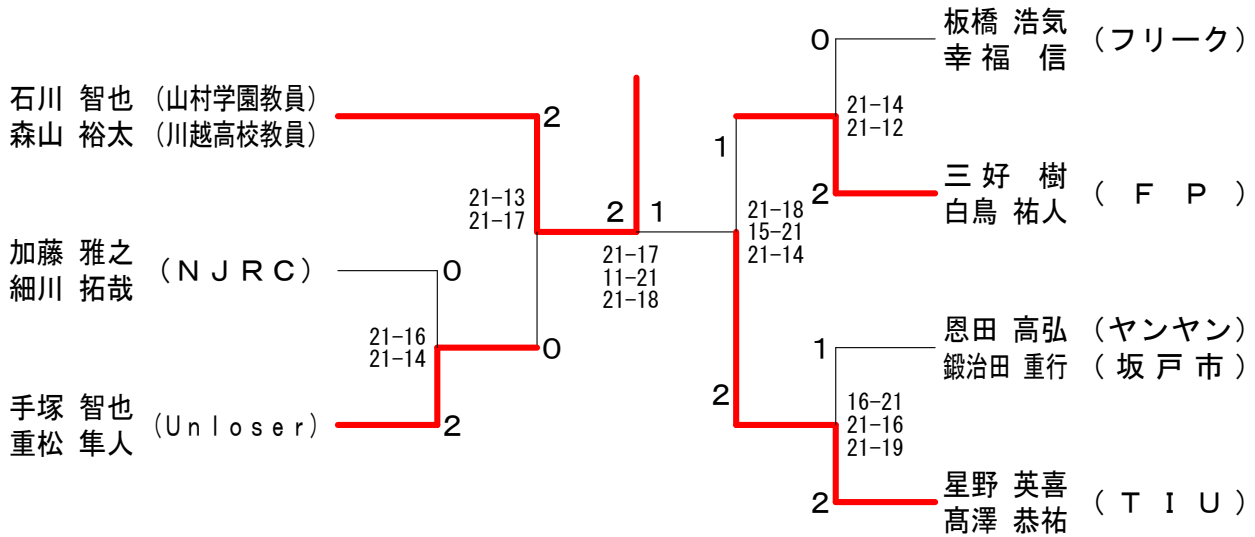 石川 智也 (山村学園教員)
森山 裕太 (川越高校教員)
2
21-13
21-17
加藤 雅之
細川 拓哉
(NJRC)
0
21-16
21-14
0
手塚 智也
重松 隼人
(Unloser)
2
2 1
21-17
11-21
21-18
板橋 浩気
幸福 信
(フリーク)
0
21-14
21-12
1
三好 樹
白鳥 祐人
(FP)
2
21-18
15-21
21-14
恩田 高弘 (ヤンヤン)
鍛治田 重行 (坂戸市)
1
2
16-21
21-16
21-19
星野 英喜
髙澤 恭祐
(TIU)
2